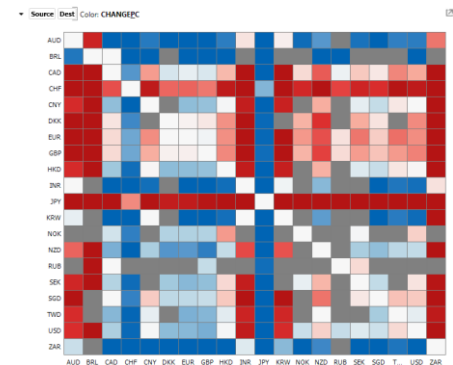 Source Dest Color: CHANGEPC
AUD
BRL
CAD
CHF
CNY
DKK
EUR
GBP
HKD
INR
JPY
KRW
NOK
NZD
RUB
SEK
SGD
TWD
USD
ZAR
AUD BRL CAD CHF CNY DKK EUR GBP HKD INR JPY KRW NOK NZD RUB SEK SGD T... USD ZAR